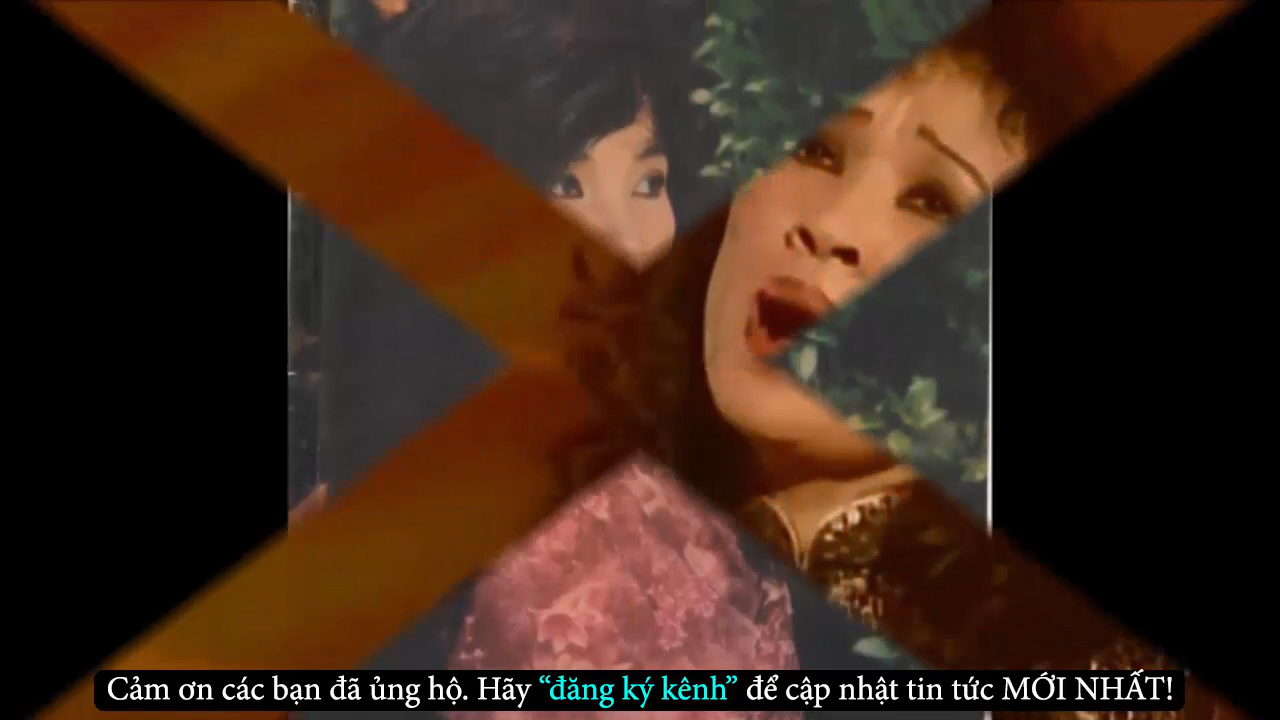 Cảm ơn các bạn đã ủng hộ. Hãy “đăng ký kênh” để cập nhật tin tức MỚI NHẤT!